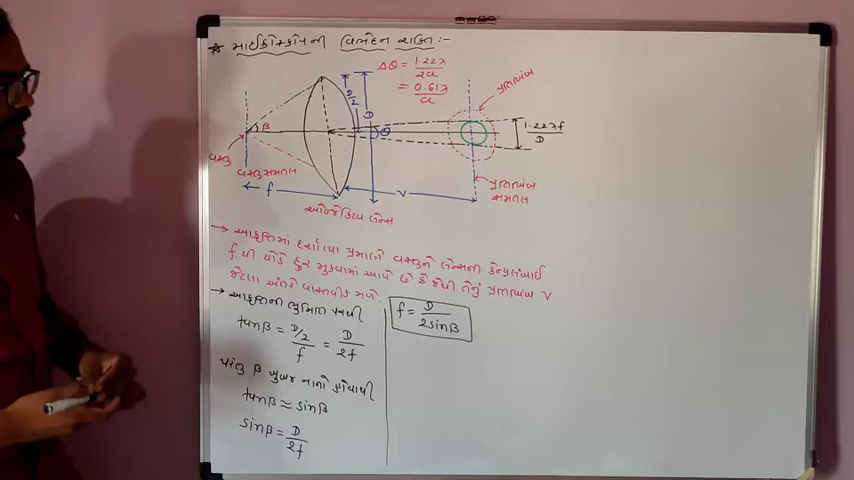 * માઈક્રોસ્કોપની વિભેદન શક્તિ :-
Δθ = 1.22λ / 2a
= 0.61λ / a
પ્રતિબિંબ
D/2
D
β
θ
1.22λf / D
વસ્તુ
વસ્તુસમતલ
f
v
પ્રતિબિંબ
સમતલ
ઓબ્જેક્ટિવ લેન્સ
→ આકૃતિમાં દર્શાવ્યા પ્રમાણે વસ્તુને લેન્સની કેન્દ્રલંબાઈ
f થી થોડે દૂર મુકવામાં આવે છે કે જેથી તેનું પ્રતિબિંબ v
જેટલા અંતરે વાસ્તવિક મળે.
→ આકૃતિની ભુમિતિ પરથી
tanβ = D/2 / f = D / 2f
પરંતુ β ખુબજ નાનો હોવાથી
tanβ ≈ sinβ
sinβ = D / 2f
f = D / 2sinβ